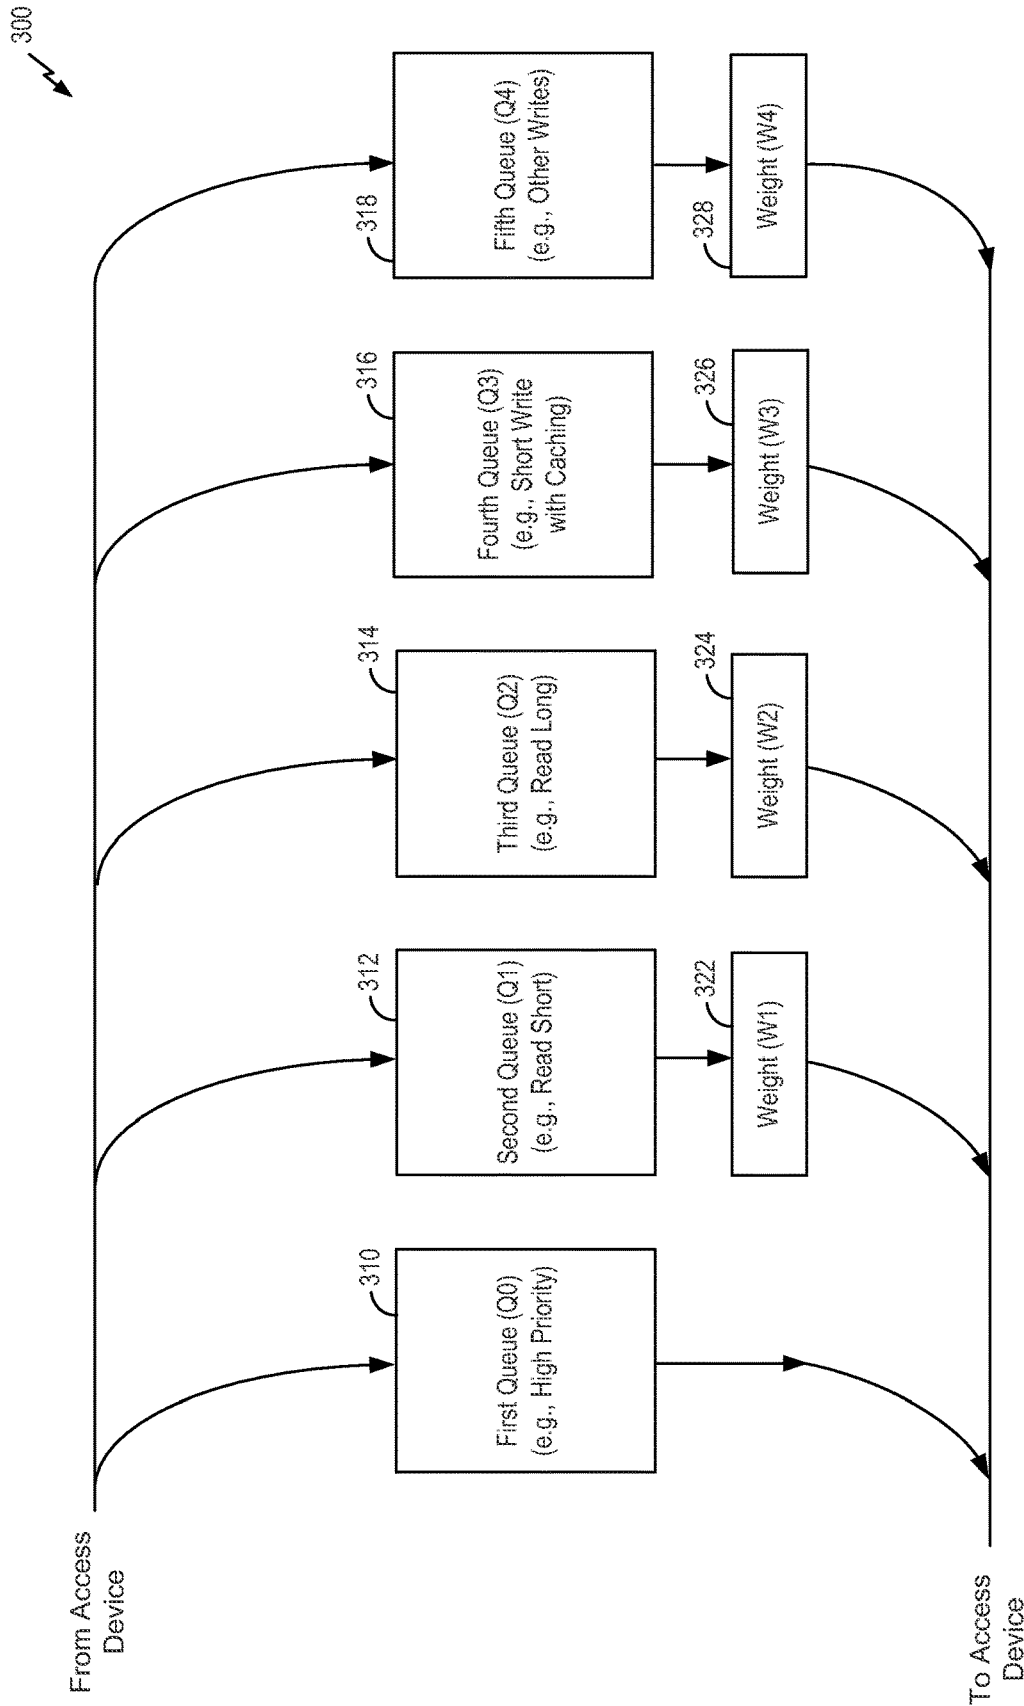 300
From Access
Device
310
First Queue (Q0)
(e.g., High Priority)
312
Second Queue (Q1)
(e.g., Read Short)
314
Third Queue (Q2)
(e.g., Read Long)
316
Fourth Queue (Q3)
(e.g., Short Write
with Caching)
318
Fifth Queue (Q4)
(e.g., Other Writes)
322
Weight (W1)
324
Weight (W2)
326
Weight (W3)
328
Weight (W4)
To Access
Device